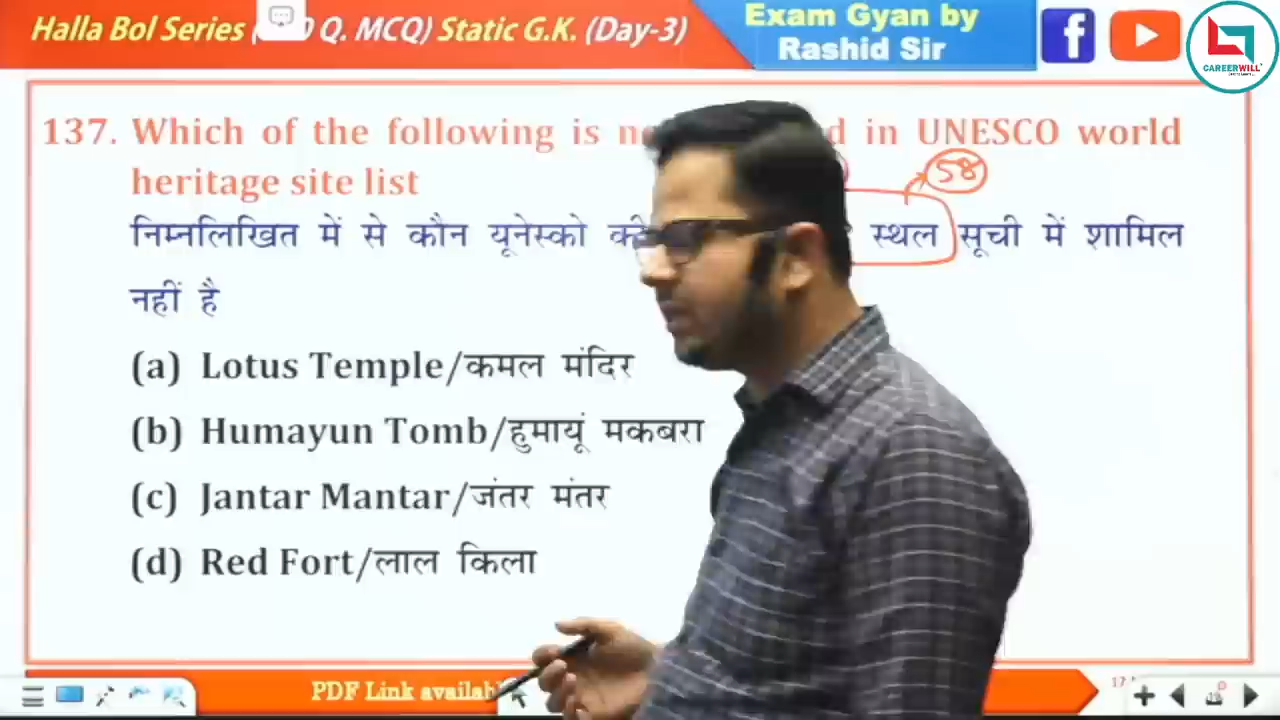 Halla Bol Series ( 0 Q. MCQ) Static G.K. (Day-3)
Exam Gyan by
Rashid Sir
CAREERWILL
137. Which of the following is in UNESCO world
heritage site list
58
निम्नलिखित में से कौन यूनेस्को की स्थल सूची में शामिल
नहीं है
(a) Lotus Temple/कमल मंदिर
(b) Humayun Tomb/हुमायूं मकबरा
(c) Jantar Mantar/जंतर मंतर
(d) Red Fort/लाल किला
PDF Link